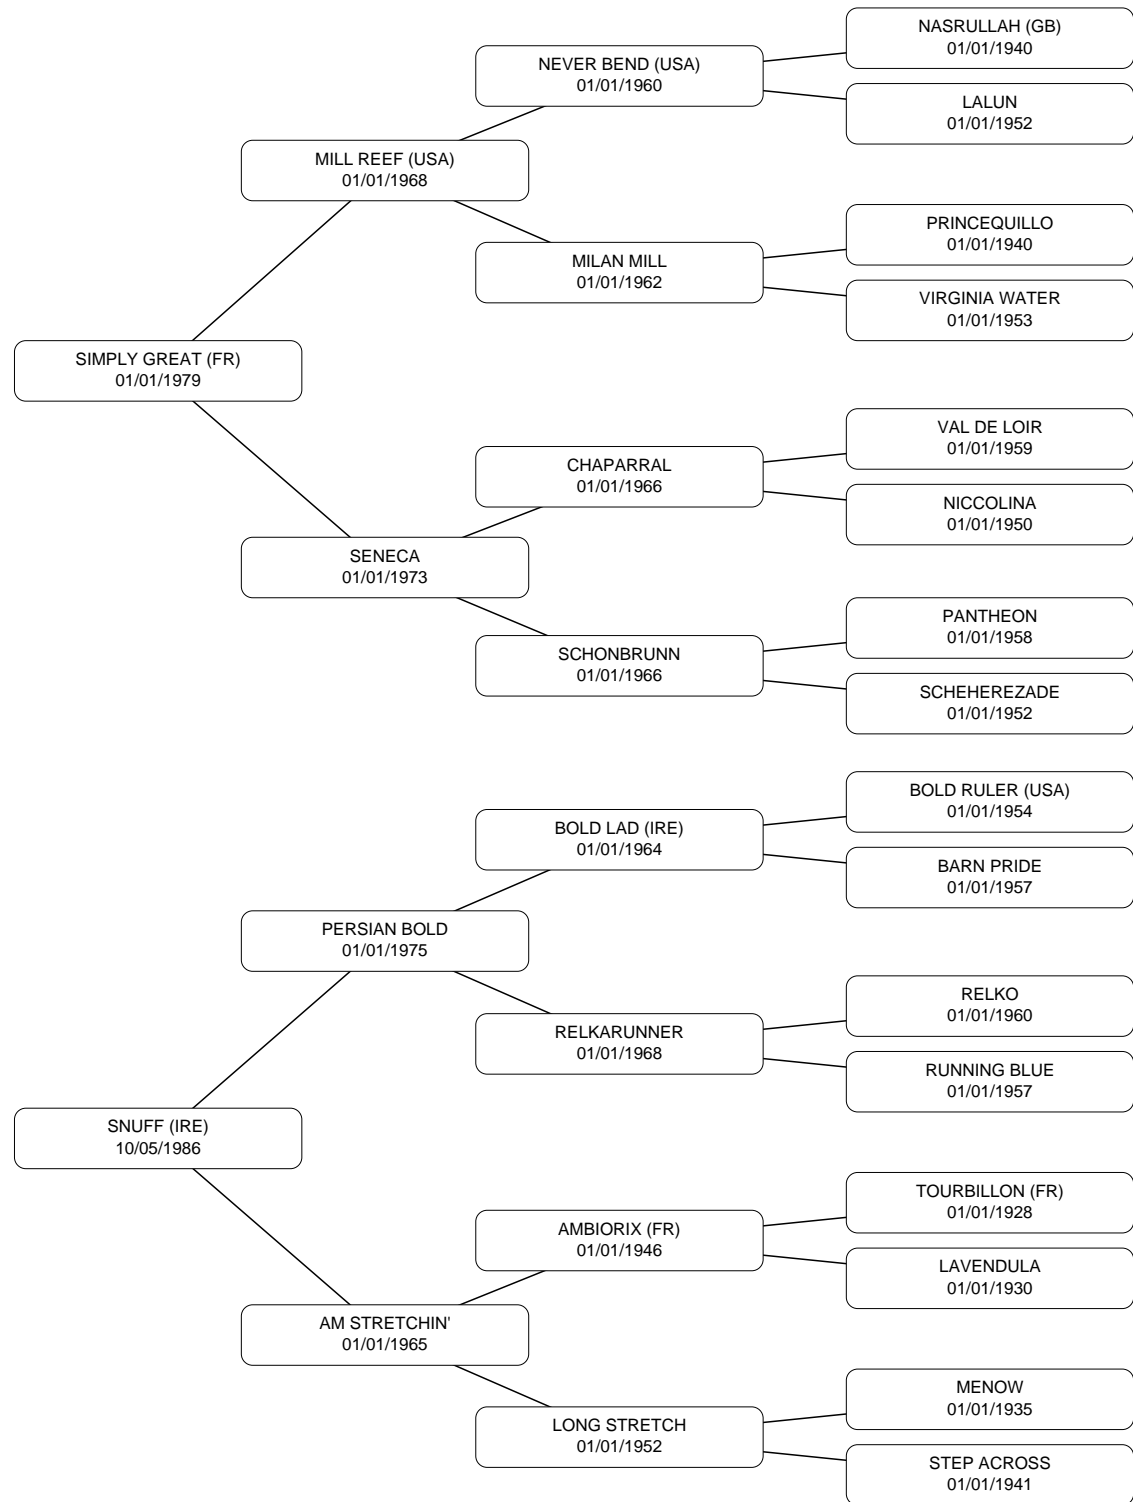 NASRULLAH (GB)
01/01/1940
NEVER BEND (USA)
01/01/1960
LALUN
01/01/1952
MILL REEF (USA)
01/01/1968
PRINCEQUILLO
01/01/1940
MILAN MILL
01/01/1962
VIRGINIA WATER
01/01/1953
SIMPLY GREAT (FR)
01/01/1979
VAL DE LOIR
01/01/1959
CHAPARRAL
01/01/1966
NICCOLINA
01/01/1950
SENECA
01/01/1973
PANTHEON
01/01/1958
SCHONBRUNN
01/01/1966
SCHEHEREZADE
01/01/1952
BOLD RULER (USA)
01/01/1954
BOLD LAD (IRE)
01/01/1964
BARN PRIDE
01/01/1957
PERSIAN BOLD
01/01/1975
RELKO
01/01/1960
RELKARUNNER
01/01/1968
RUNNING BLUE
01/01/1957
SNUFF (IRE)
10/05/1986
TOURBILLON (FR)
01/01/1928
AMBIORIX (FR)
01/01/1946
LAVENDULA
01/01/1930
AM STRETCHIN'
01/01/1965
MENOW
01/01/1935
LONG STRETCH
01/01/1952
STEP ACROSS
01/01/1941